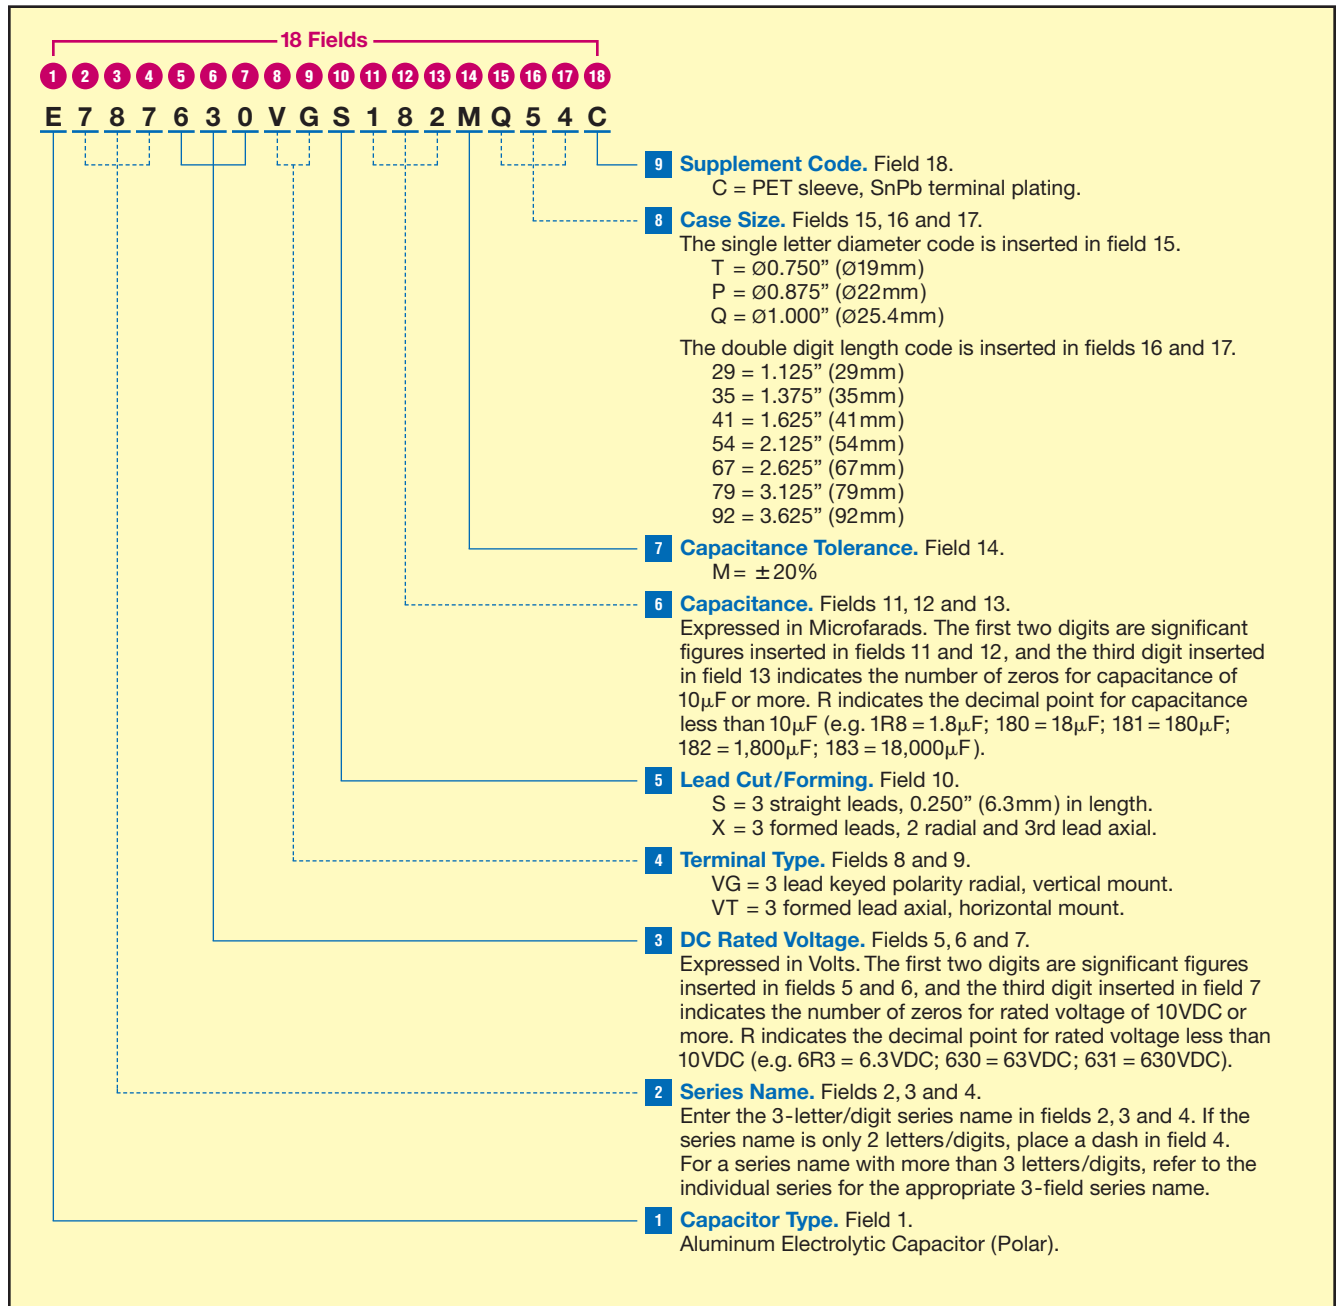 18 Fields
1 2 3 4 5 6 7 8 9 10 11 12 13 14 15 16 17 18
E 7 8 7 6 3 0 V G S 1 8 2 M Q 5 4 C
9 Supplement Code. Field 18.
C = PET sleeve, SnPb terminal plating.
8 Case Size. Fields 15, 16 and 17.
The single letter diameter code is inserted in field 15.
T = Ø0.750” (Ø19mm)
P = Ø0.875” (Ø22mm)
Q = Ø1.000” (Ø25.4mm)
The double digit length code is inserted in fields 16 and 17.
29 = 1.125” (29mm)
35 = 1.375” (35mm)
41 = 1.625” (41mm)
54 = 2.125” (54mm)
67 = 2.625” (67mm)
79 = 3.125” (79mm)
92 = 3.625” (92mm)
7 Capacitance Tolerance. Field 14.
M = ±20%
6 Capacitance. Fields 11, 12 and 13.
Expressed in Microfarads. The first two digits are significant
figures inserted in fields 11 and 12, and the third digit inserted
in field 13 indicates the number of zeros for capacitance of
10µF or more. R indicates the decimal point for capacitance
less than 10µF (e.g. 1R8 = 1.8µF; 180 = 18µF; 181 = 180µF;
182 = 1,800µF; 183 = 18,000µF).
5 Lead Cut/Forming. Field 10.
S = 3 straight leads, 0.250” (6.3mm) in length.
X = 3 formed leads, 2 radial and 3rd lead axial.
4 Terminal Type. Fields 8 and 9.
VG = 3 lead keyed polarity radial, vertical mount.
VT = 3 formed lead axial, horizontal mount.
3 DC Rated Voltage. Fields 5, 6 and 7.
Expressed in Volts. The first two digits are significant figures
inserted in fields 5 and 6, and the third digit inserted in field 7
indicates the number of zeros for rated voltage of 10VDC or
more. R indicates the decimal point for rated voltage less than
10VDC (e.g. 6R3 = 6.3VDC; 630 = 63VDC; 631 = 630VDC).
2 Series Name. Fields 2, 3 and 4.
Enter the 3-letter/digit series name in fields 2, 3 and 4. If the
series name is only 2 letters/digits, place a dash in field 4.
For a series name with more than 3 letters/digits, refer to the
individual series for the appropriate 3-field series name.
1 Capacitor Type. Field 1.
Aluminum Electrolytic Capacitor (Polar).